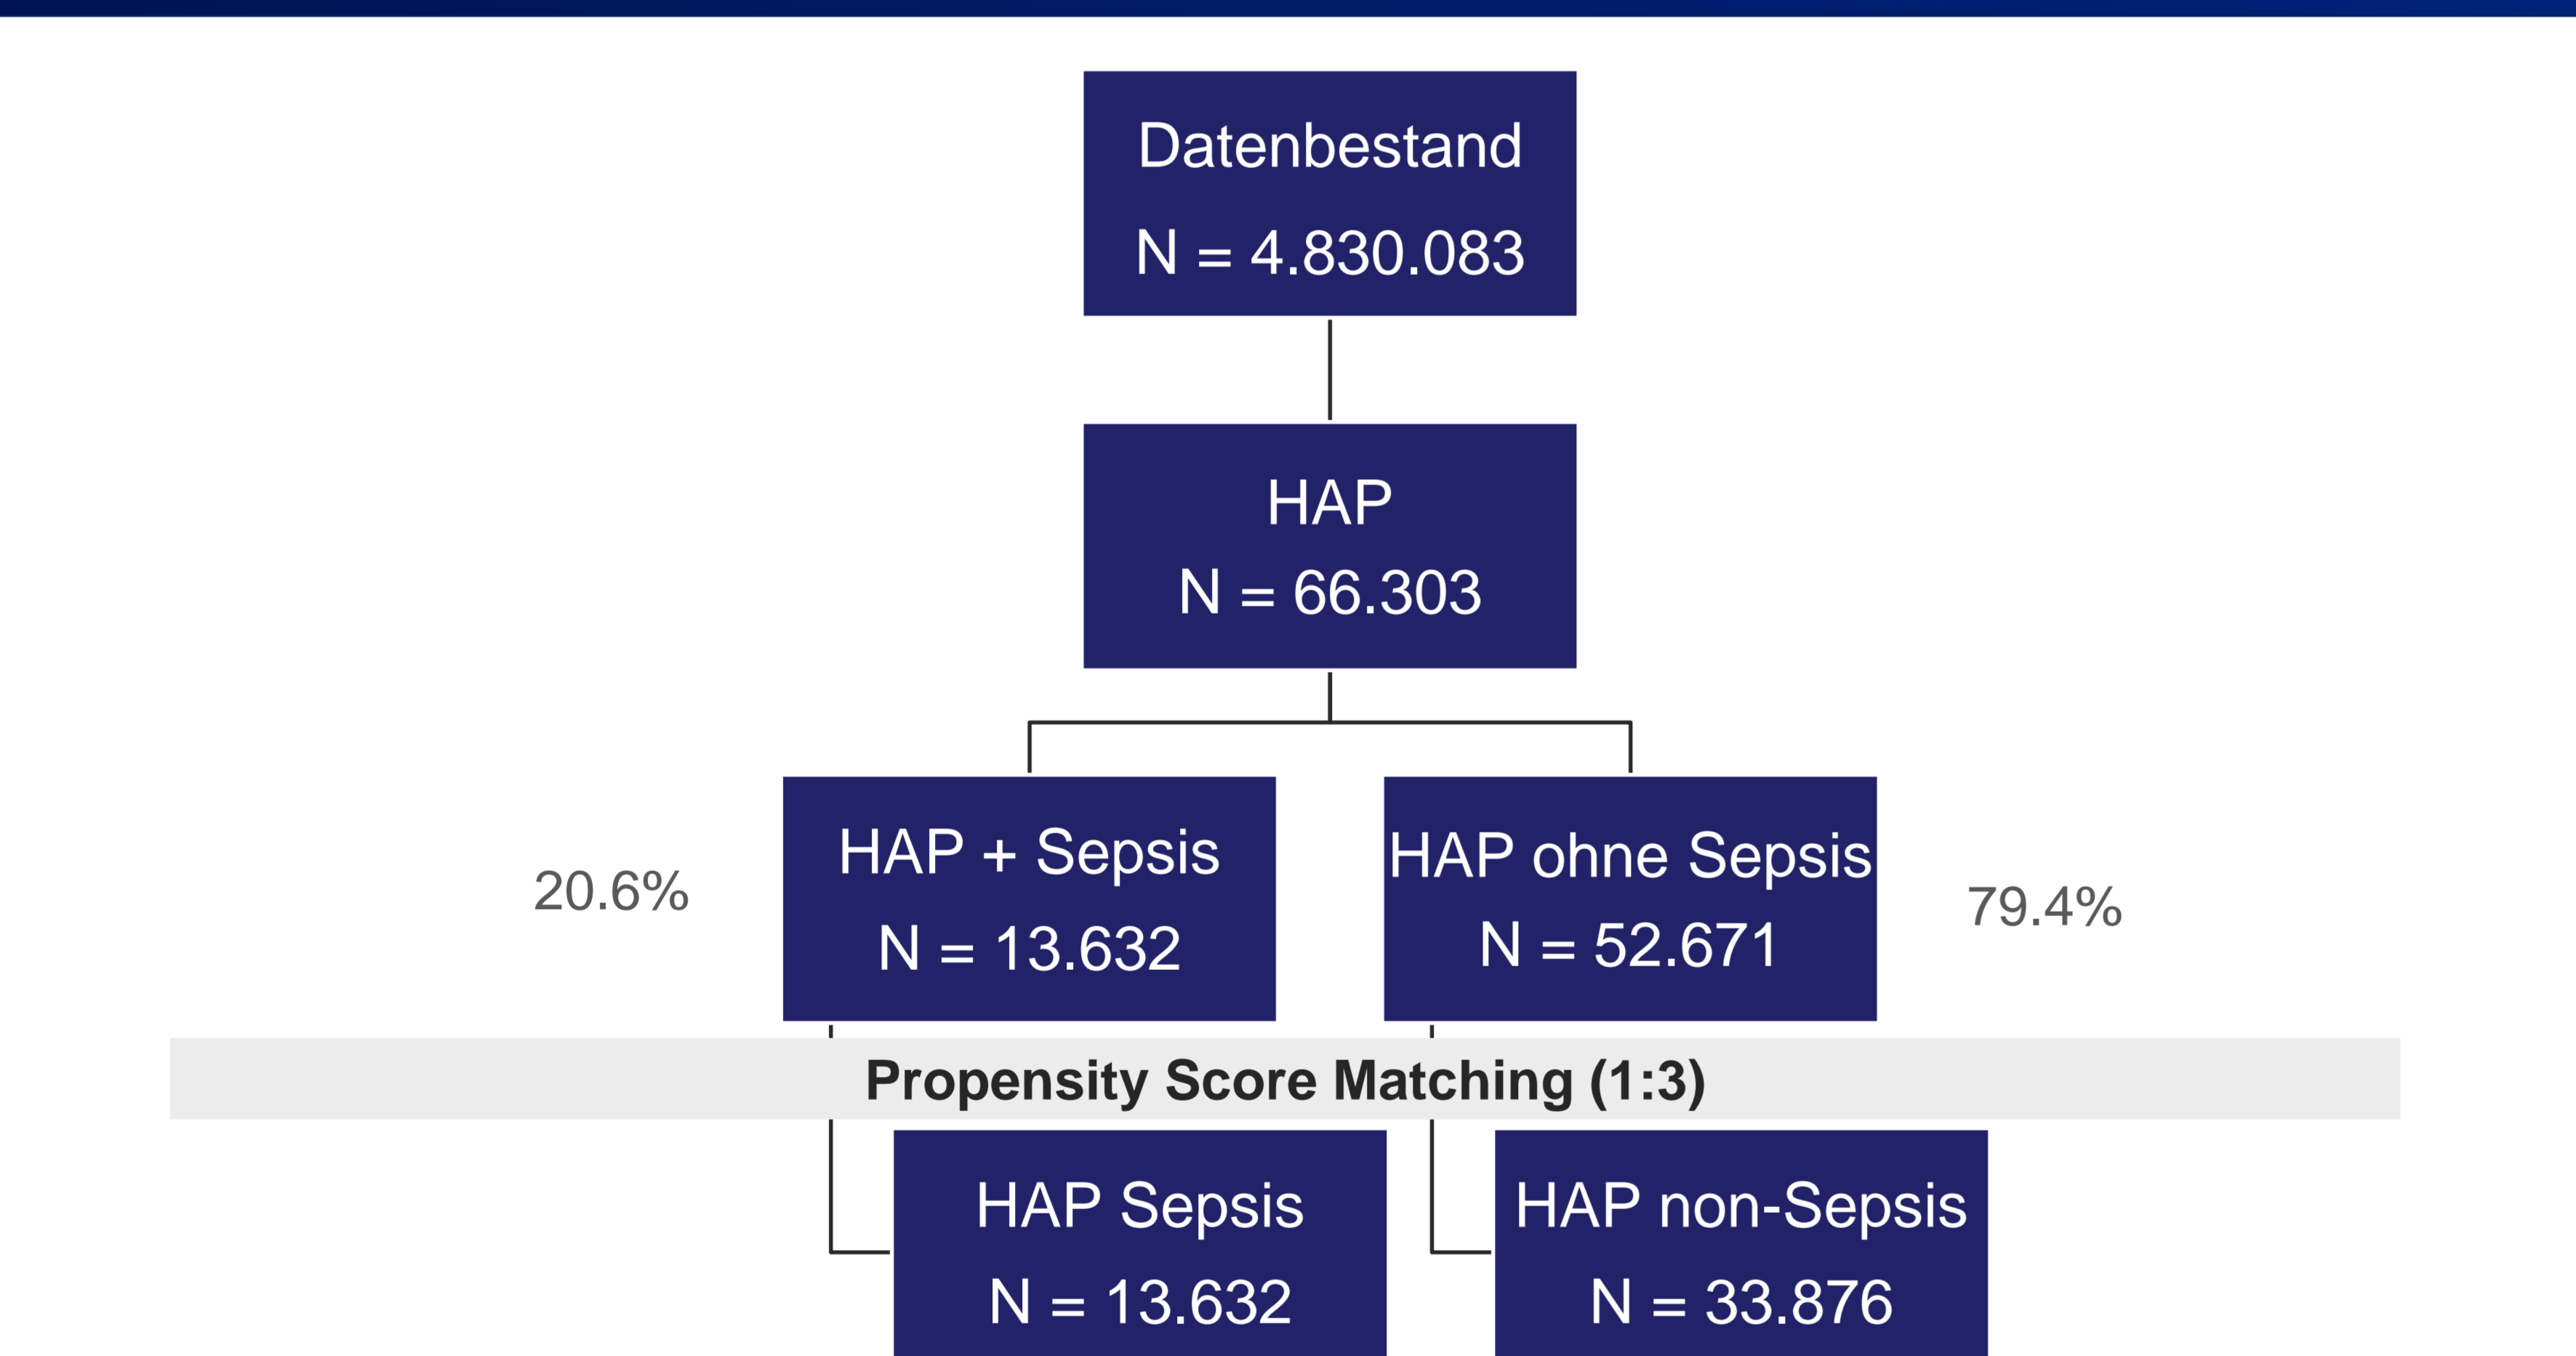 Datenbestand
N = 4.830.083
HAP
N = 66.303
HAP + Sepsis
N = 13.632
20.6%
HAP ohne Sepsis
N = 52.671
79.4%
Propensity Score Matching (1:3)
HAP Sepsis
N = 13.632
HAP non-Sepsis
N = 33.876